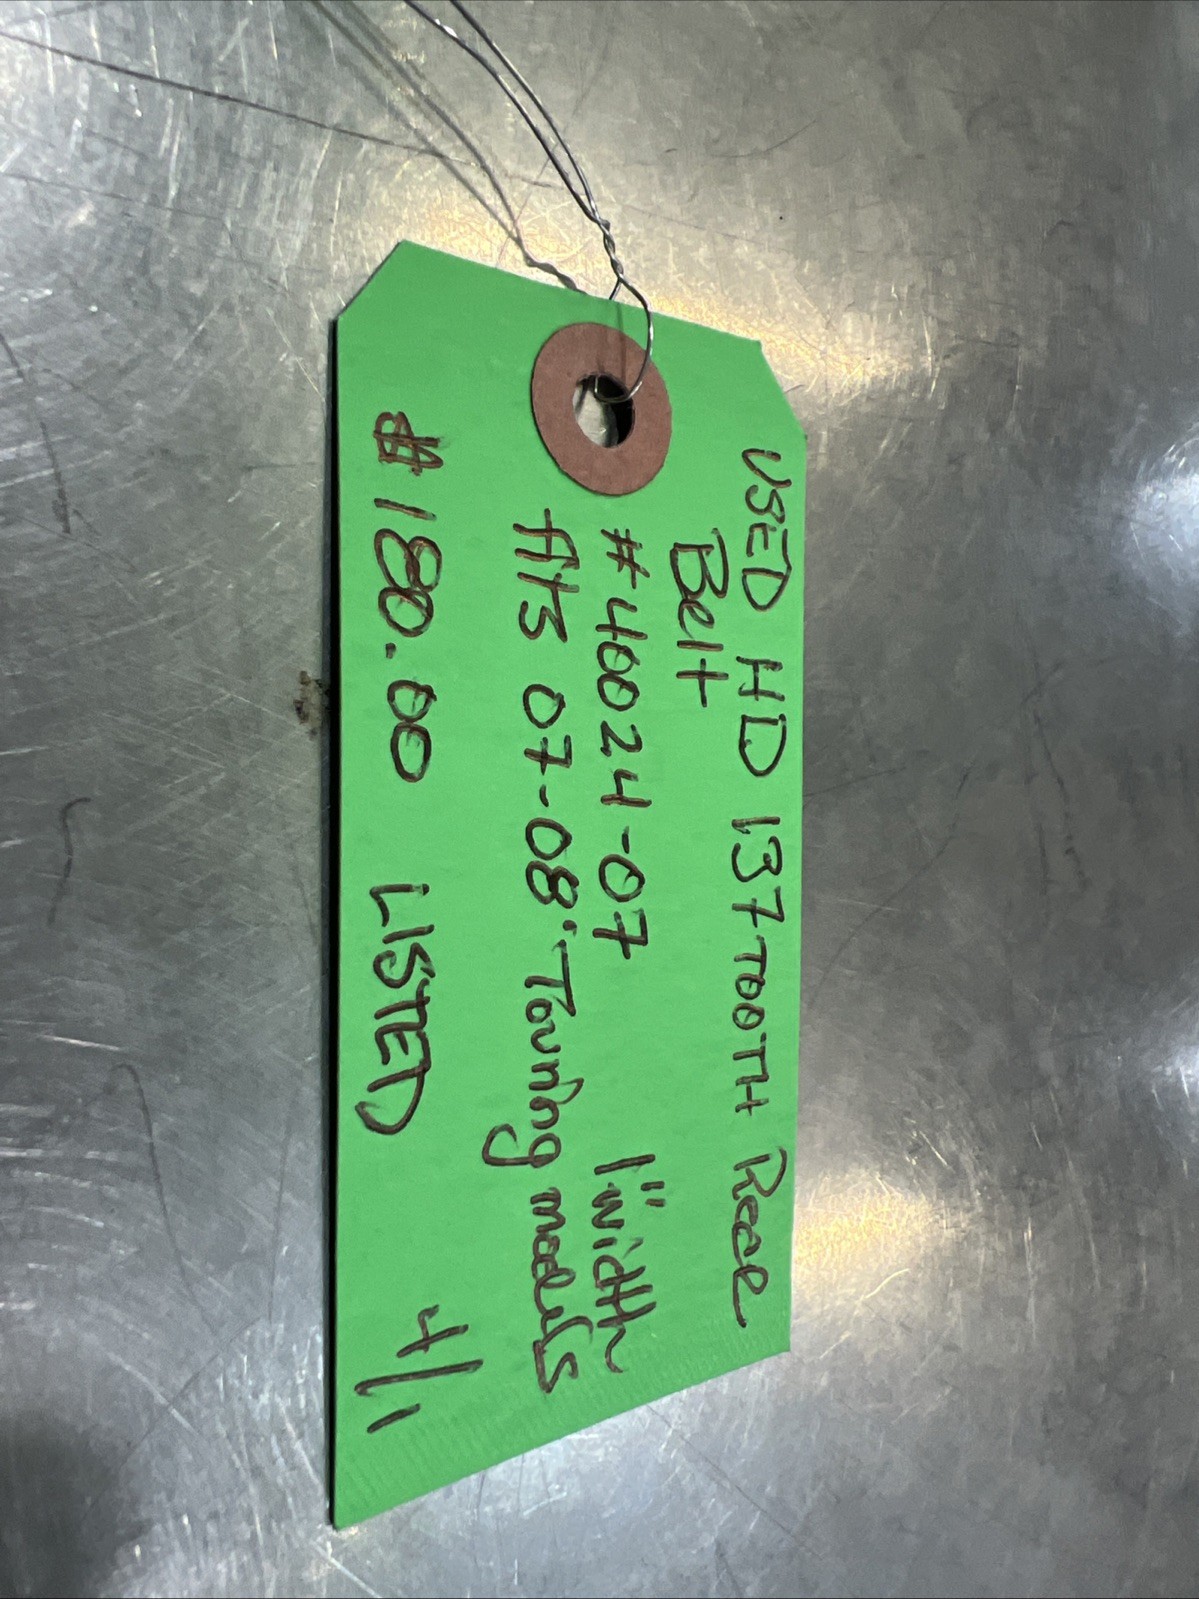 USED HD 137-TOOTH Rear
Belt
#40024-07 1" width
fits 07-08' Touring models
$180.00 LISTED 4/1